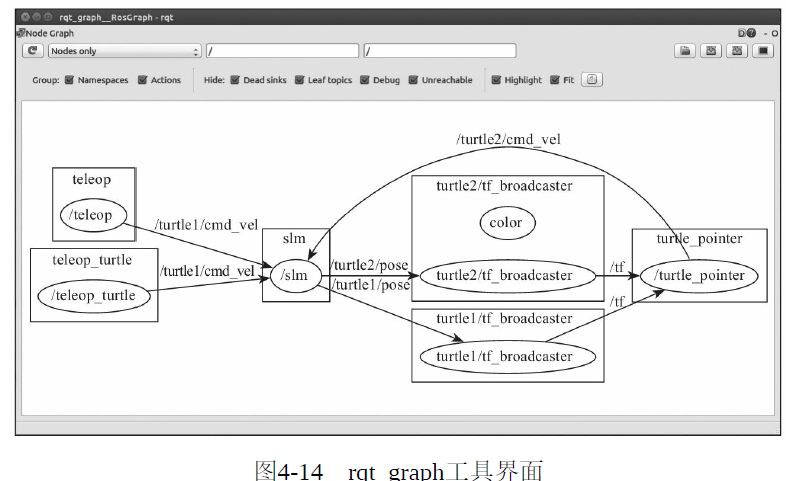 rqt_graph__RosGraph - rqt
Node Graph
D - O
Nodes only / /
Group: Namespaces Actions Hide: Dead sinks Leaf topics Debug Unreachable Highlight Fit
/turtle2/cmd_vel
teleop
/teleop
/turtle1/cmd_vel
teleop_turtle
/teleop_turtle
/turtle1/cmd_vel
slm
/slm
/turtle2/pose
/turtle1/pose
turtle2/tf_broadcaster
color
turtle2/tf_broadcaster
turtle1/tf_broadcaster
turtle1/tf_broadcaster
/tf
/tf
turtle_pointer
/turtle_pointer
图4-14 rqt_graph工具界面